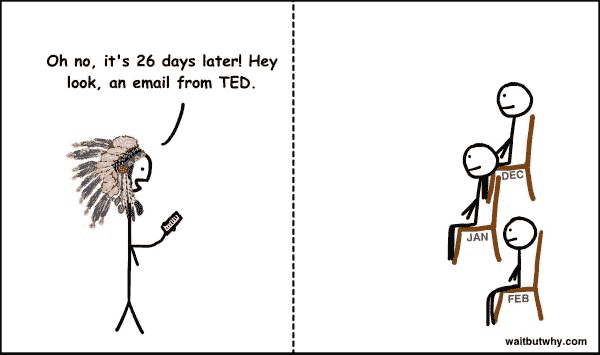 Oh no, it's 26 days later! Hey
look, an email from TED.
DEC
JAN
FEB
waitbutwhy.com